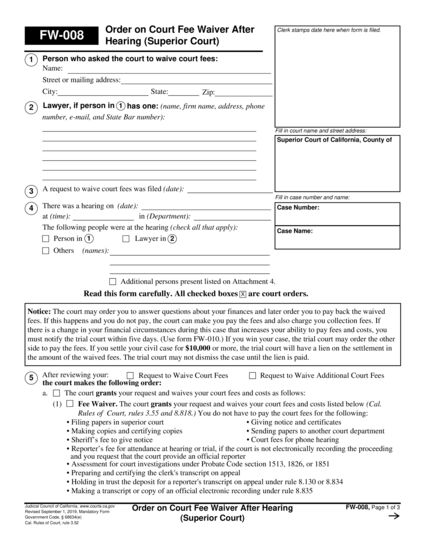 FW-008
Order on Court Fee Waiver After
Hearing (Superior Court)
Clerk stamps date here when form is filed.
1 Person who asked the court to waive court fees:
Name:
Street or mailing address:
City: State: Zip:
2 Lawyer, if person in 1 has one: (name, firm name, address, phone
number, e-mail, and State Bar number):
Fill in court name and street address:
Superior Court of California, County of
3 A request to waive court fees was filed (date):
Fill in case number and name:
Case Number:
Case Name:
4 There was a hearing on (date):
at (time): in (Department):
The following people were at the hearing (check all that apply):
Person in 1 Lawyer in 2
Others (names):
Additional persons present listed on Attachment 4.
Read this form carefully. All checked boxes X are court orders.
Notice: The court may order you to answer questions about your finances and later order you to pay back the waived
fees. If this happens and you do not pay, the court can make you pay the fees and also charge you collection fees. If
there is a change in your financial circumstances during this case that increases your ability to pay fees and costs, you
must notify the trial court within five days. (Use form FW-010.) If you win your case, the trial court may order the other
side to pay the fees. If you settle your civil case for $10,000 or more, the trial court will have a lien on the settlement in
the amount of the waived fees. The trial court may not dismiss the case until the lien is paid.
5 After reviewing your: Request to Waive Court Fees Request to Waive Additional Court Fees
the court makes the following order:
a. The court grants your request and waives your court fees and costs as follows:
(1) Fee Waiver. The court grants your request and waives your court fees and costs listed below (Cal.
Rules of Court, rules 3.55 and 8.818.) You do not have to pay the court fees for the following:
• Filing papers in superior court • Giving notice and certificates
• Making copies and certifying copies • Sending papers to another court department
• Sheriff's fee to give notice • Court fees for phone hearing
• Reporter's fee for attendance at hearing or trial, if the court is not electronically recording the proceeding
and you request that the court provide an official reporter
• Assessment for court investigations under Probate Code section 1513, 1826, or 1851
• Preparing and certifying the clerk's transcript on appeal
• Holding in trust the deposit for a reporter's transcript on appeal under rule 8.130 or 8.834
• Making a transcript or copy of an official electronic recording under rule 8.835
Judicial Council of California, www.courts.ca.gov
Revised September 1, 2019, Mandatory Form
Government Code, § 68634(e)
Cal. Rules of Court, rule 3.52
Order on Court Fee Waiver After Hearing
(Superior Court)
FW-008, Page 1 of 3